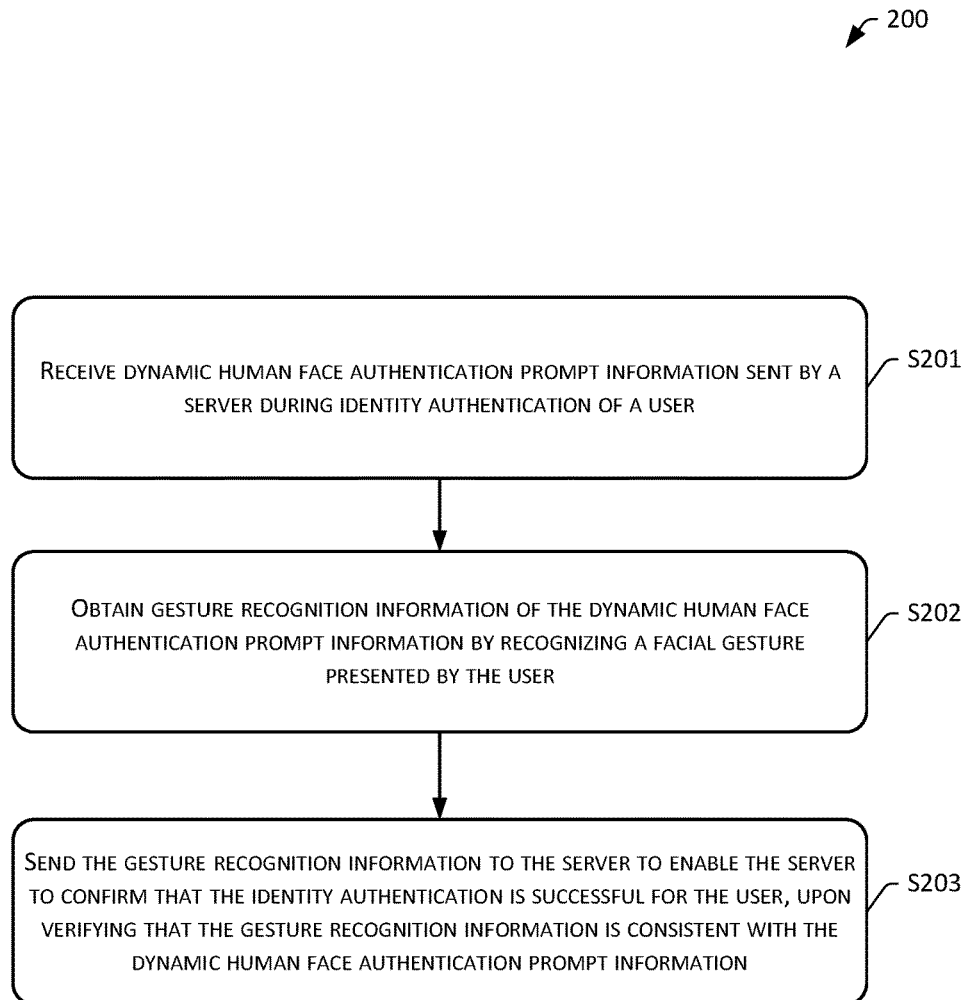 200
RECEIVE DYNAMIC HUMAN FACE AUTHENTICATION PROMPT INFORMATION SENT BY A
SERVER DURING IDENTITY AUTHENTICATION OF A USER
S201
OBTAIN GESTURE RECOGNITION INFORMATION OF THE DYNAMIC HUMAN FACE
AUTHENTICATION PROMPT INFORMATION BY RECOGNIZING A FACIAL GESTURE
PRESENTED BY THE USER
S202
SEND THE GESTURE RECOGNITION INFORMATION TO THE SERVER TO ENABLE THE SERVER
TO CONFIRM THAT THE IDENTITY AUTHENTICATION IS SUCCESSFUL FOR THE USER, UPON
VERIFYING THAT THE GESTURE RECOGNITION INFORMATION IS CONSISTENT WITH THE
DYNAMIC HUMAN FACE AUTHENTICATION PROMPT INFORMATION
S203